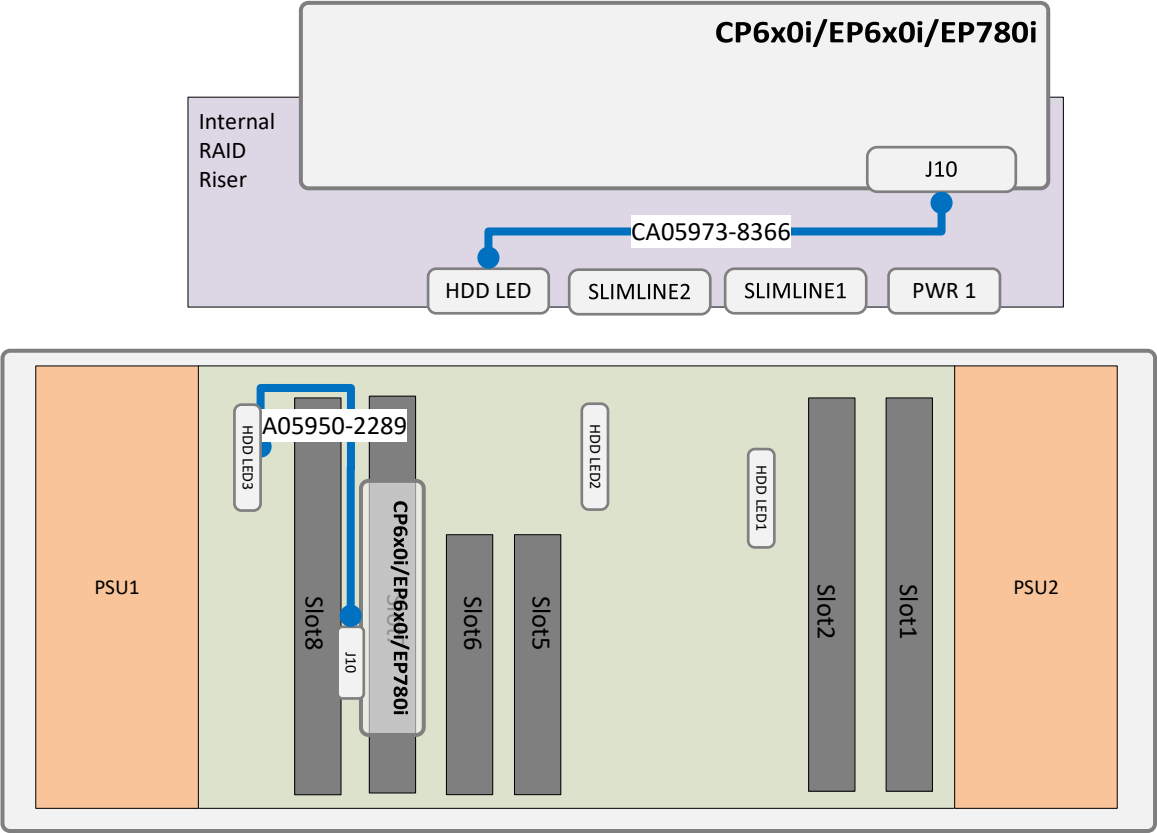 CP6x0i/EP6x0i/EP780i
Internal
RAID
Riser
J10
CA05973-8366
HDD LED
SLIMLINE2
SLIMLINE1
PWR 1
A05950-2289
HDD LED3
HDD LED2
HDD LED1
CP6x0i/EP6x0i/EP780i
PSU1
Slot8
J10
Slot6
Slot5
Slot2
Slot1
PSU2